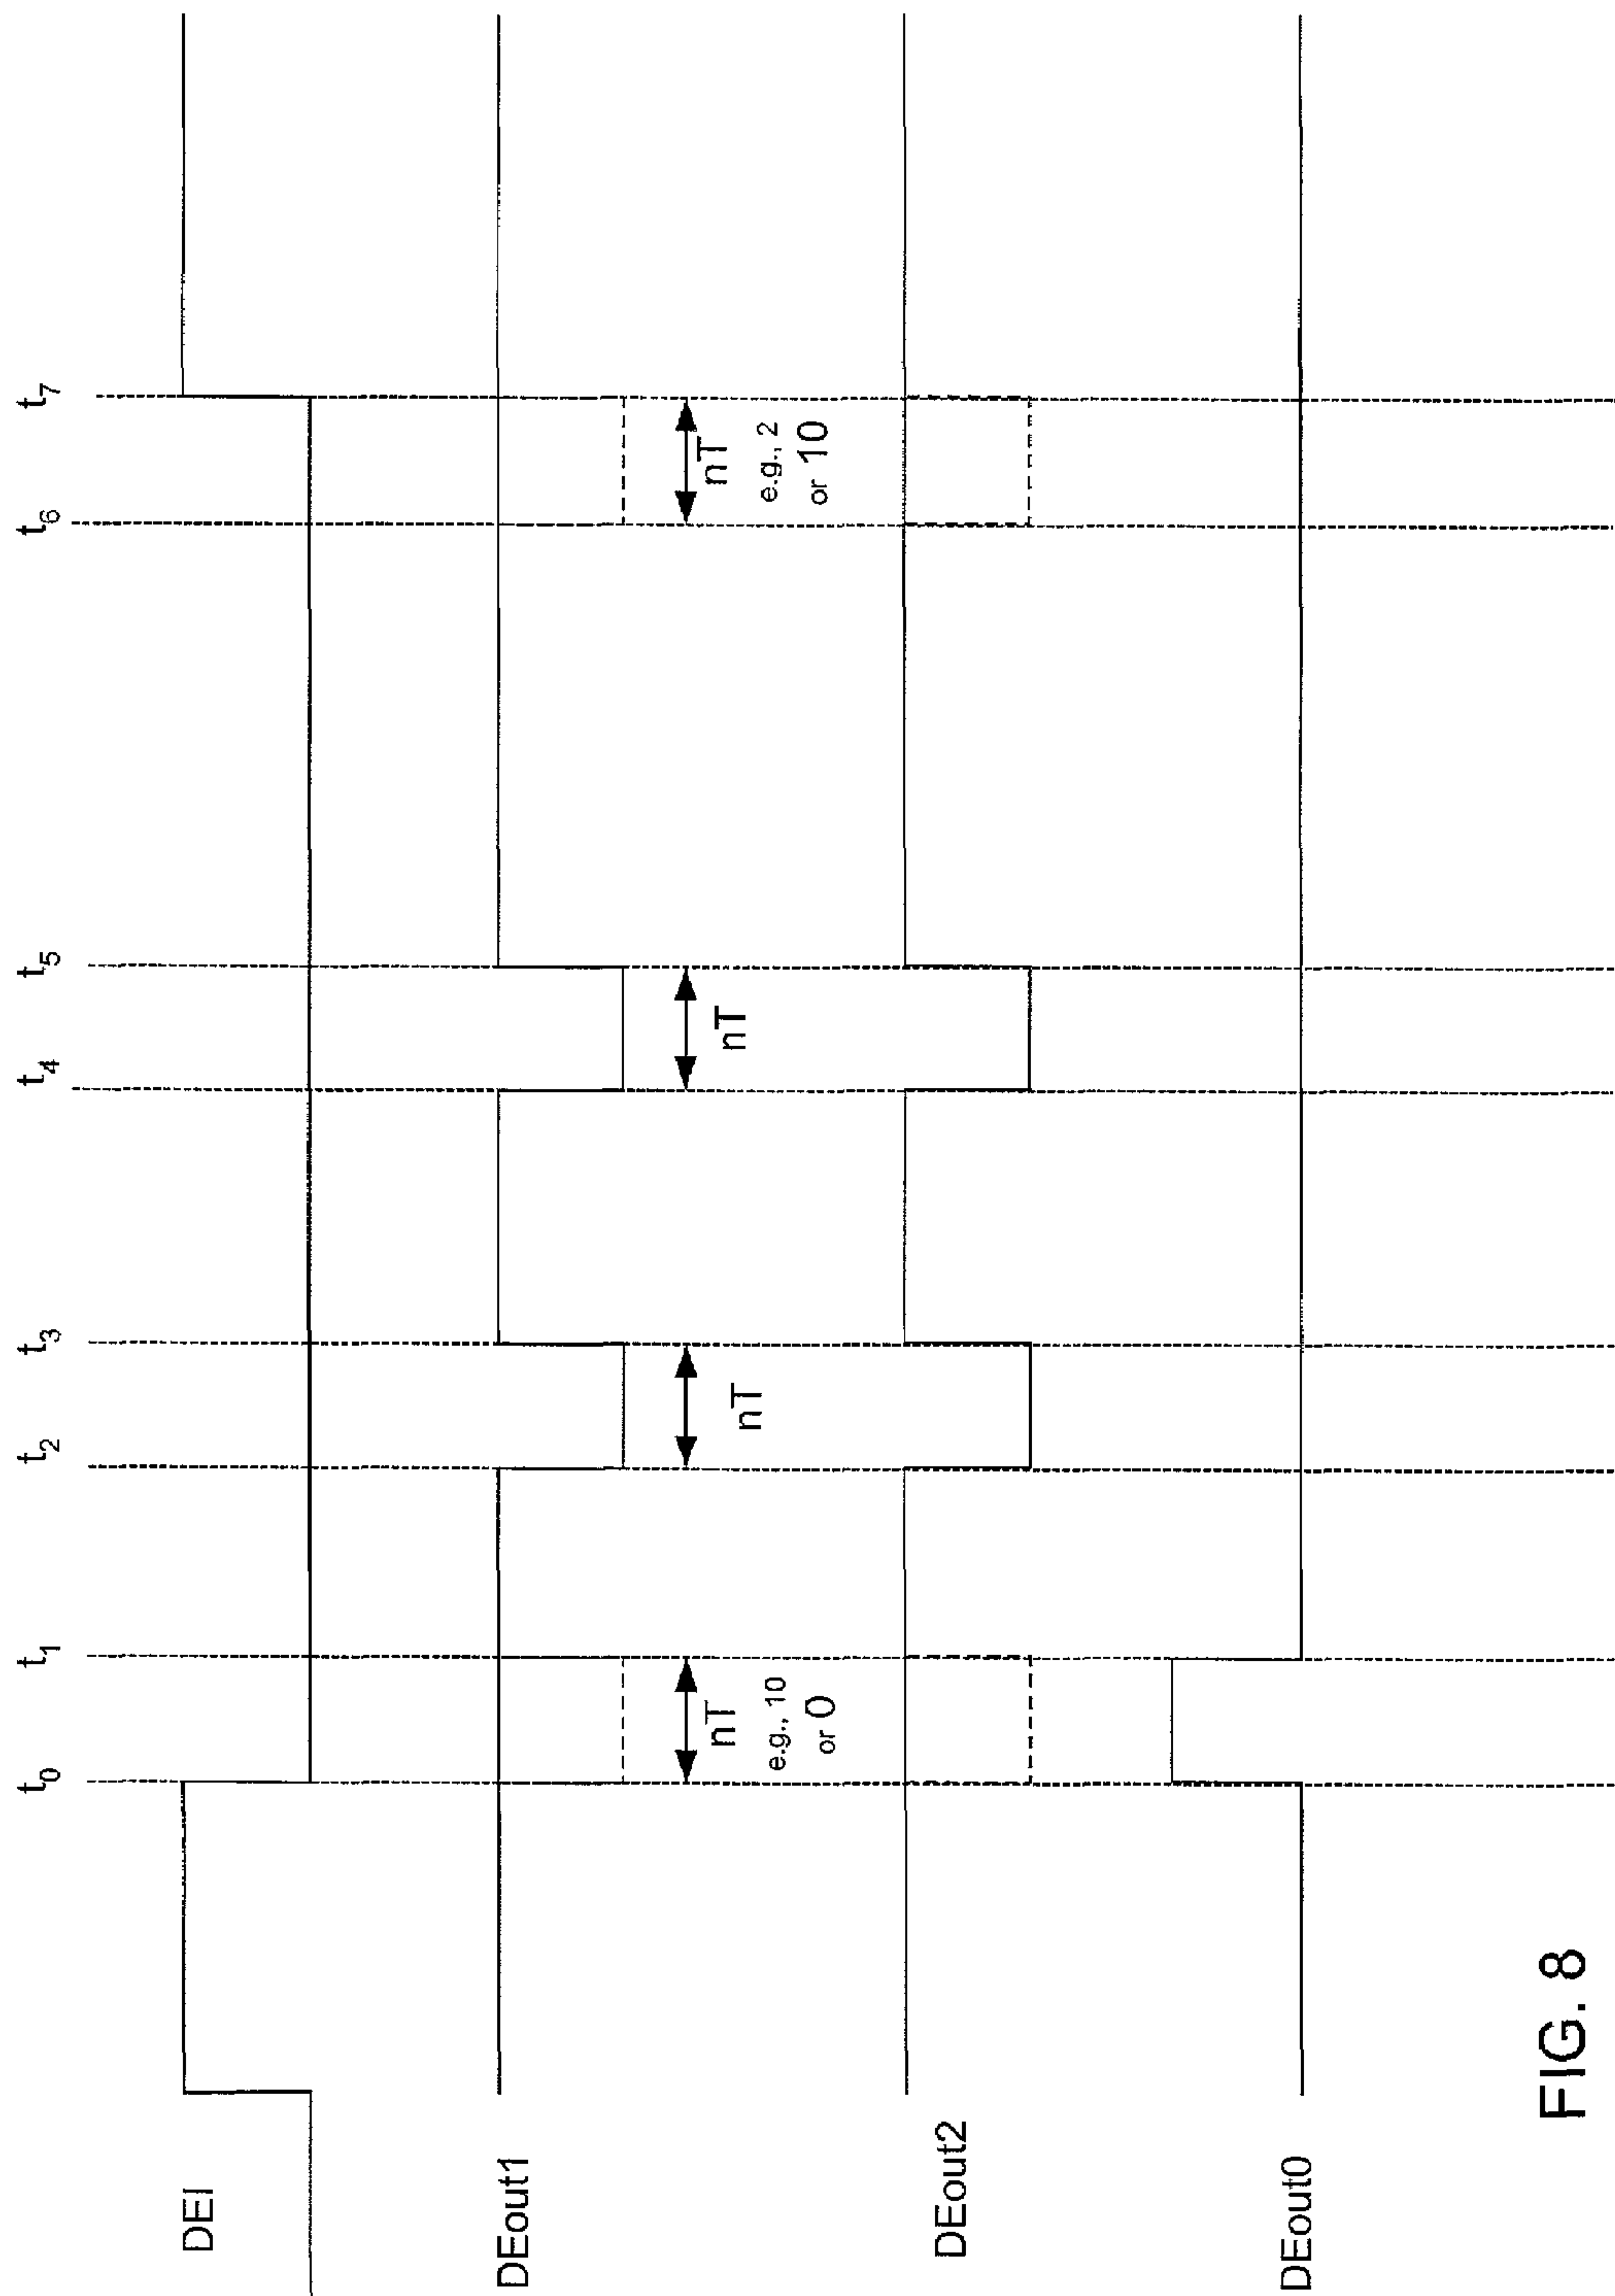 t0 t1 t2 t3 t4 t5 t6 t7
DEI
DEout1
nT nT nT nT
e.g., 10 e.g., 2
or O or 10
DEout2
DEout0
FIG. 8